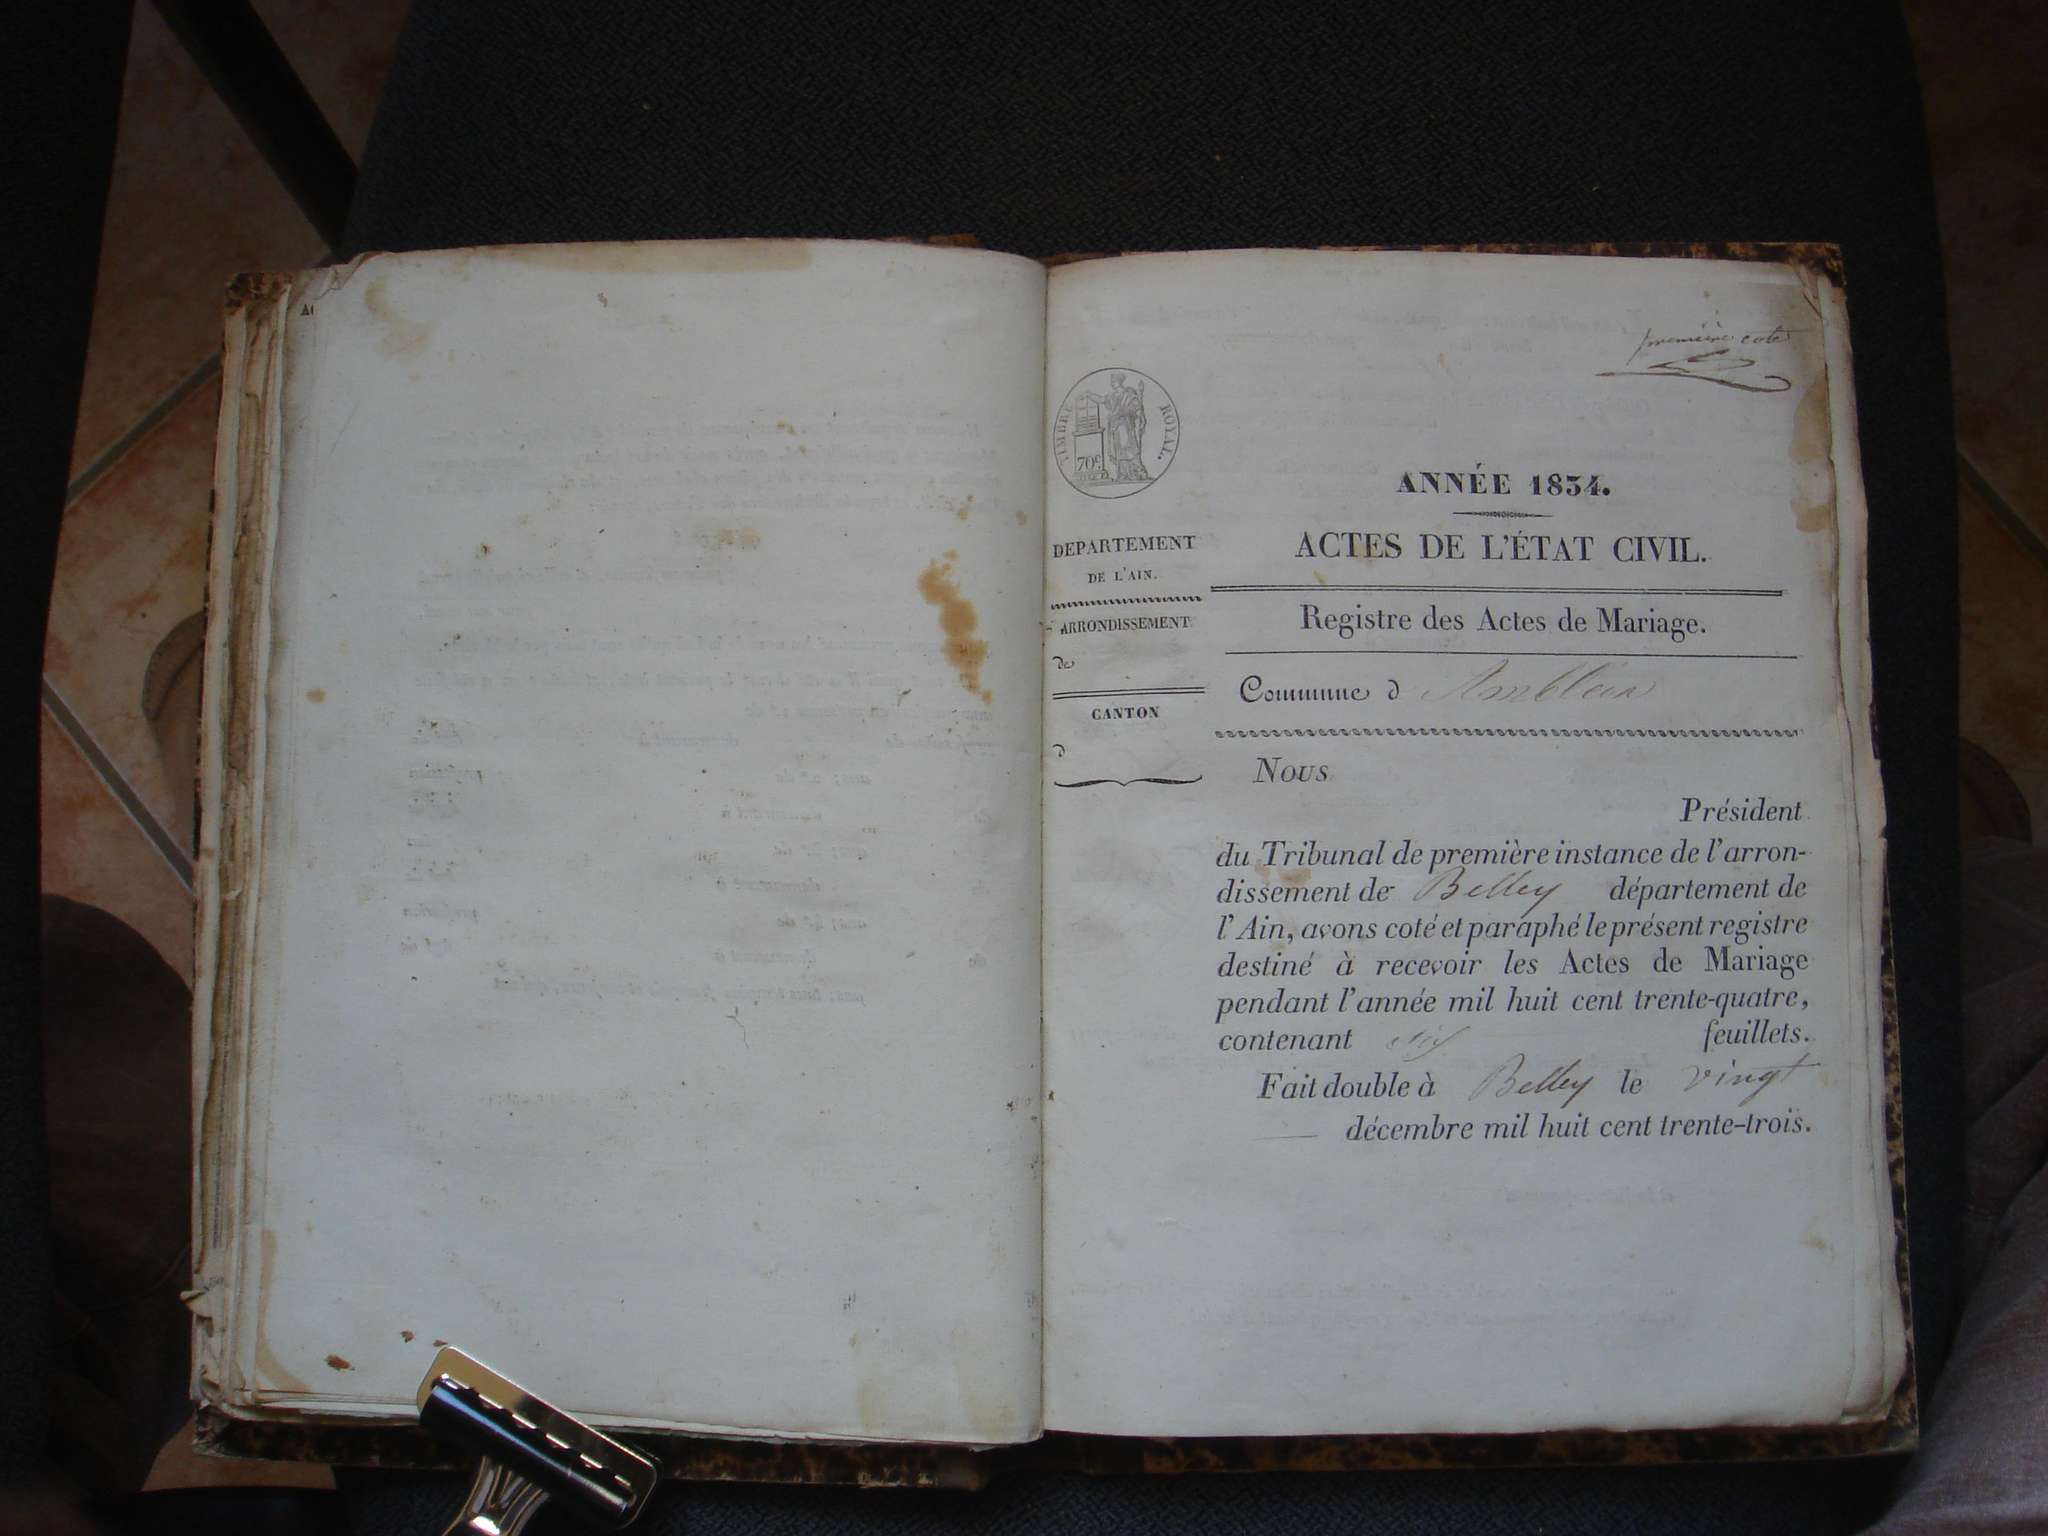 première cote
TIMBRE ROYAL.
70c
ANNÉE 1834.
ACTES DE L'ÉTAT CIVIL.
DEPARTEMENT
DE L'AIN.
ARRONDISSEMENT
de
CANTON
d
Registre des Actes de Mariage.
Commune d Ambléon
Nous
Président
du Tribunal de première instance de l'arron-
dissement de Belley département de
l'Ain, avons coté et paraphé le présent registre
destiné à recevoir les Actes de Mariage
pendant l'année mil huit cent trente-quatre,
contenant six feuillets.
Fait double à Belley le vingt
décembre mil huit cent trente-trois.